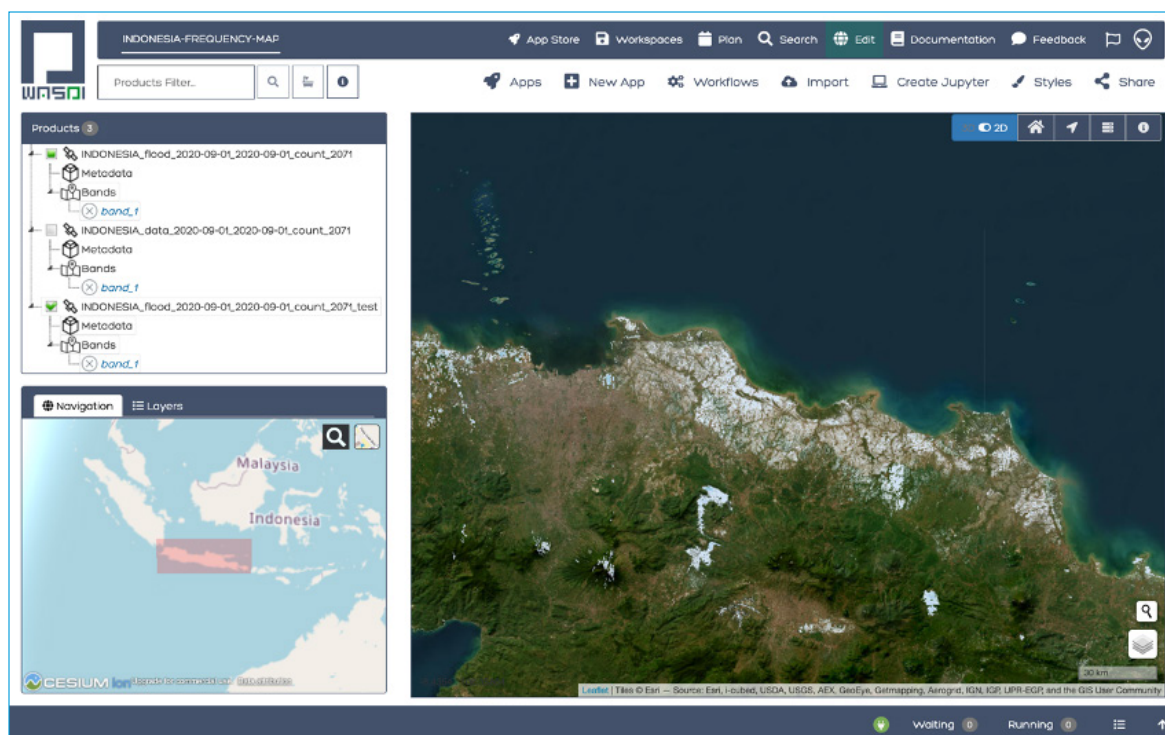 INDONESIA-FREQUENCY-MAP
App Store Workspaces Plan Search Edit Documentation Feedback
WASDI
Products Filter...
Apps New App Workflows Import Create Jupyter Styles Share
Products 3
INDONESIA_flood_2020-09-01_2020-09-01_count_2071
Metadata
Bands
band_1
INDONESIA_data_2020-09-01_2020-09-01_count_2071
Metadata
Bands
band_1
INDONESIA_flood_2020-09-01_2020-09-01_count_2071_test
Metadata
Bands
band_1
2D
Navigation Layers
Malaysia
Indonesia
CESIUM ion
Data attribution
30 km
Leaflet | Tiles © Esri — Source: Esri, i-cubed, USDA, USGS, AEX, GeoEye, Getmapping, Aerogrid, IGN, IGP, UPR-EGP, and the GIS User Community
Waiting 0 Running 0